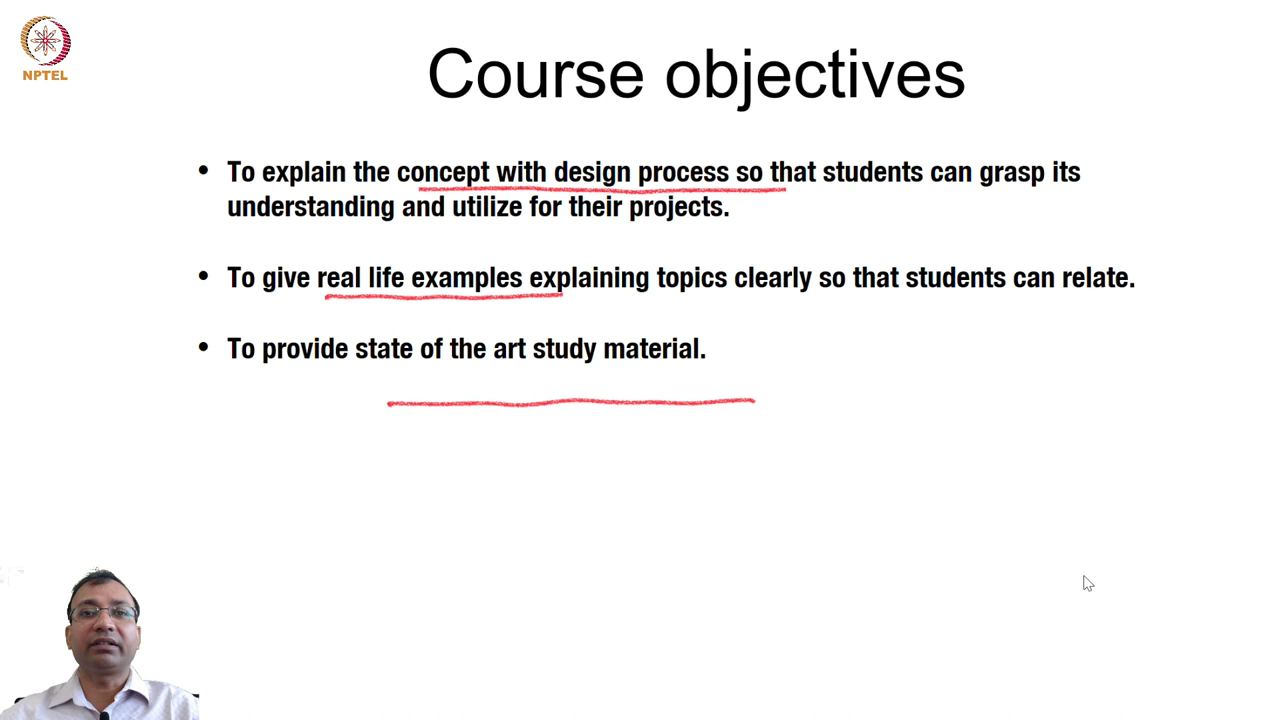 NPTEL
Course objectives
• To explain the concept with design process so that students can grasp its
understanding and utilize for their projects.
• To give real life examples explaining topics clearly so that students can relate.
• To provide state of the art study material.